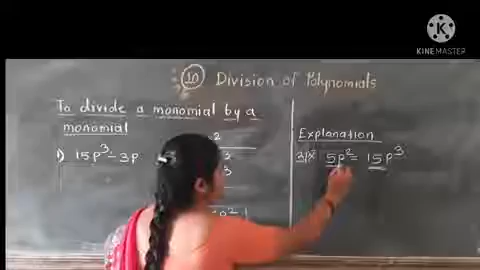 KINEMASTER
10 Division of Polynomials
To divide a monomial by a
monomial
1) 15p³ ÷ 3p
Explanation
3p× 5p² = 15p³